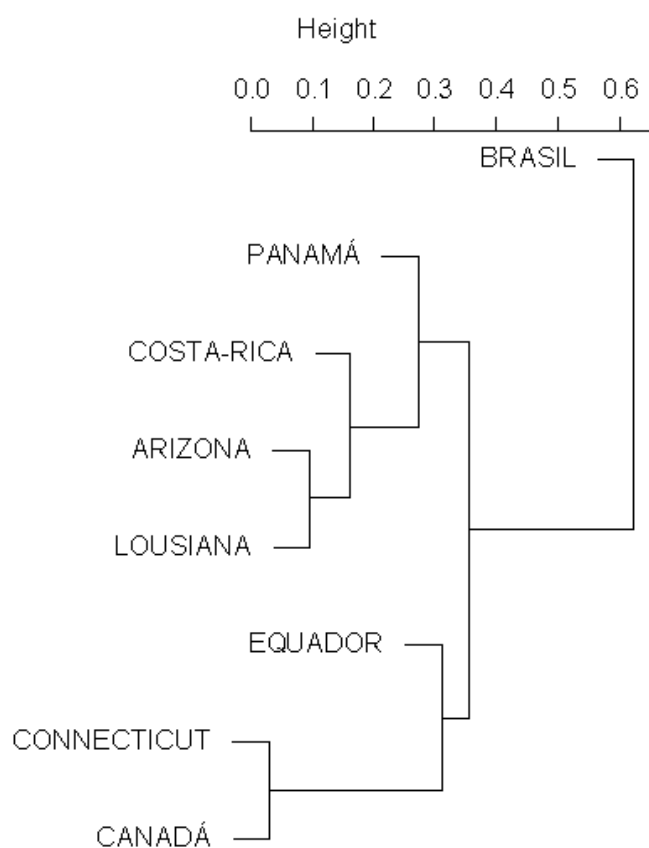 Height
0.0 0.1 0.2 0.3 0.4 0.5 0.6
BRASIL
PANAMÁ
COSTA-RICA
ARIZONA
LOUSIANA
EQUADOR
CONNECTICUT
CANADÁ